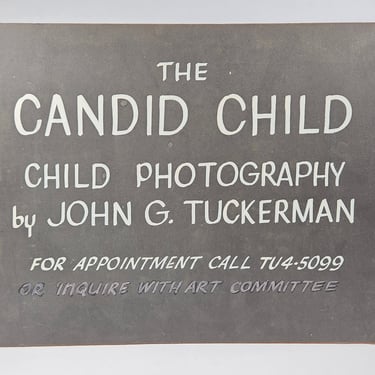 THE
CANDID CHILD
CHILD PHOTOGRAPHY
by JOHN G. TUCKERMAN
FOR APPOINTMENT CALL TU4-5099
OR INQUIRE WITH ART COMMITTEE